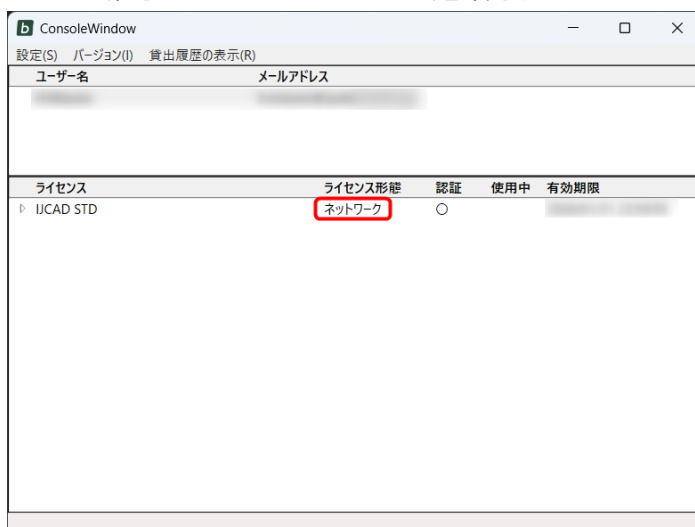 ConsoleWindow
設定(S) バージョン(I) 貸出履歴の表示(R)
ユーザー名 メールアドレス
ライセンス ライセンス形態 認証 使用中 有効期限
IJCAD STD ネットワーク ○